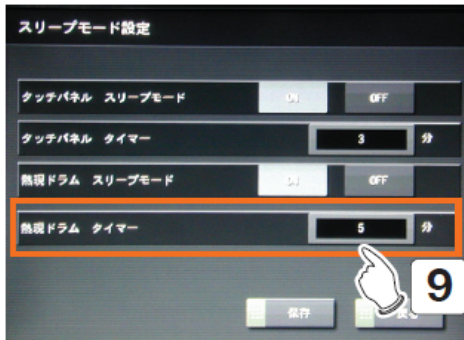 スリープモード設定
タッチパネル スリープモード ON OFF
タッチパネル タイマー 3 分
熱現ドラム スリープモード ON OFF
熱現ドラム タイマー 5 分
9
保存